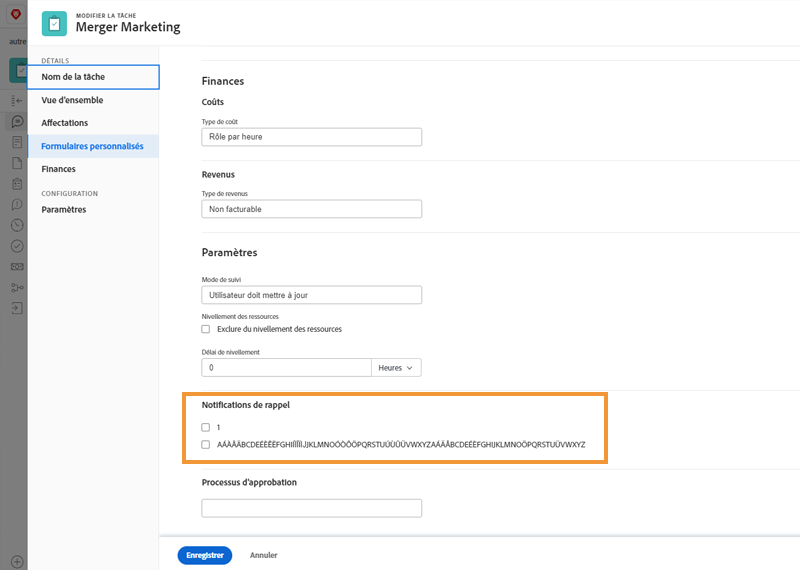 MODIFIER LA TÂCHE
Merger Marketing
autre
DÉTAILS
Nom de la tâche
Vue d'ensemble
Affectations
Formulaires personnalisés
Finances
CONFIGURATION
Paramètres
Finances
Coûts
Type de coût
Rôle par heure
Revenus
Type de revenus
Non facturable
Paramètres
Mode de suivi
Utilisateur doit mettre à jour
Nivellement des ressources
Exclure du nivellement des ressources
Délai de nivellement
0 Heures
Notifications de rappel
1
Processus d'approbation
Enregistrer Annuler